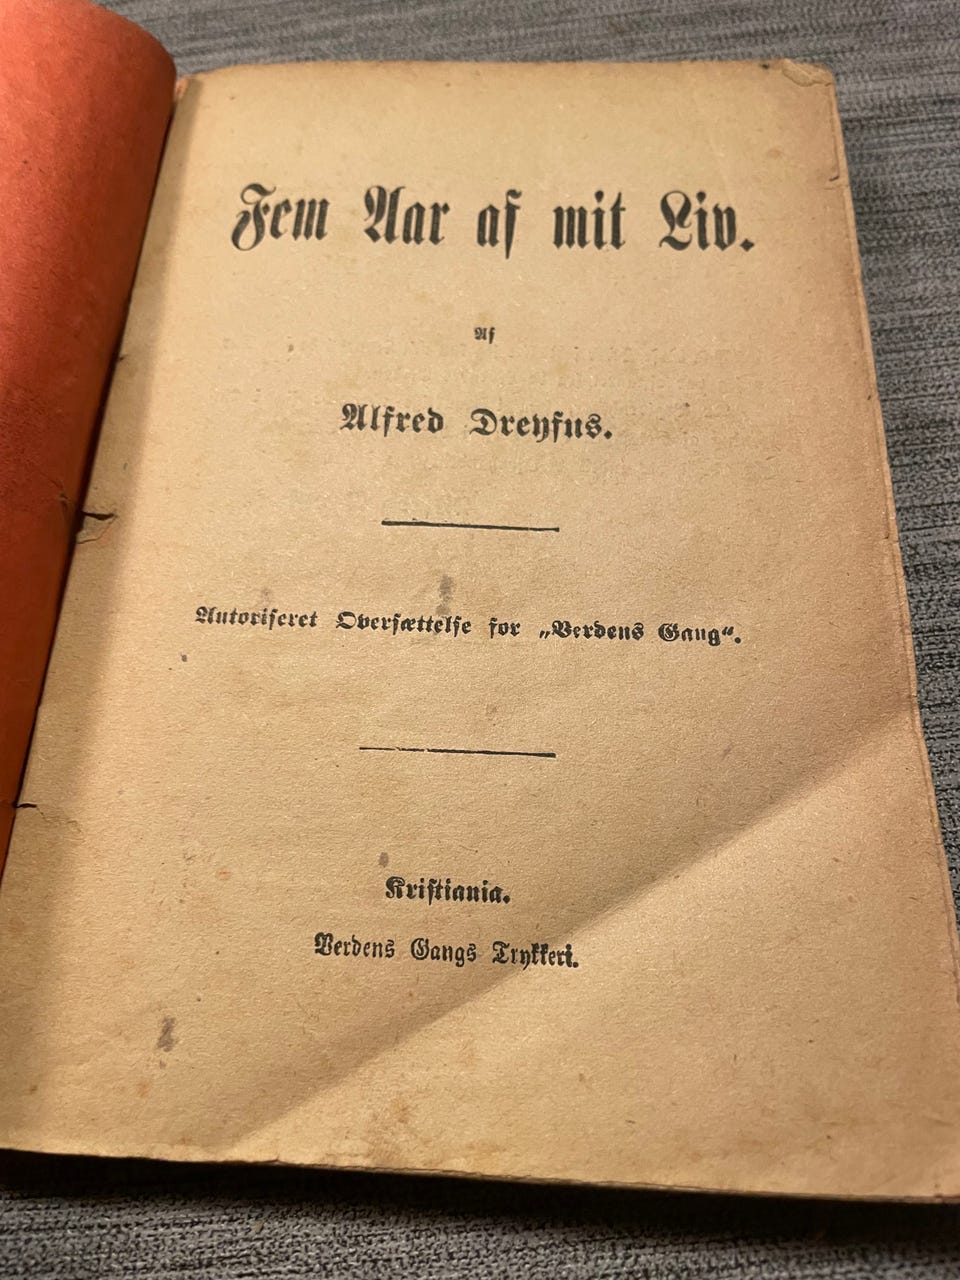 Fem Aar af mit Liv.
Af
Alfred Dreyfus.
Autoriseret Oversættelse for „Verdens Gang“.
Kristiania.
Verdens Gangs Trykkeri.